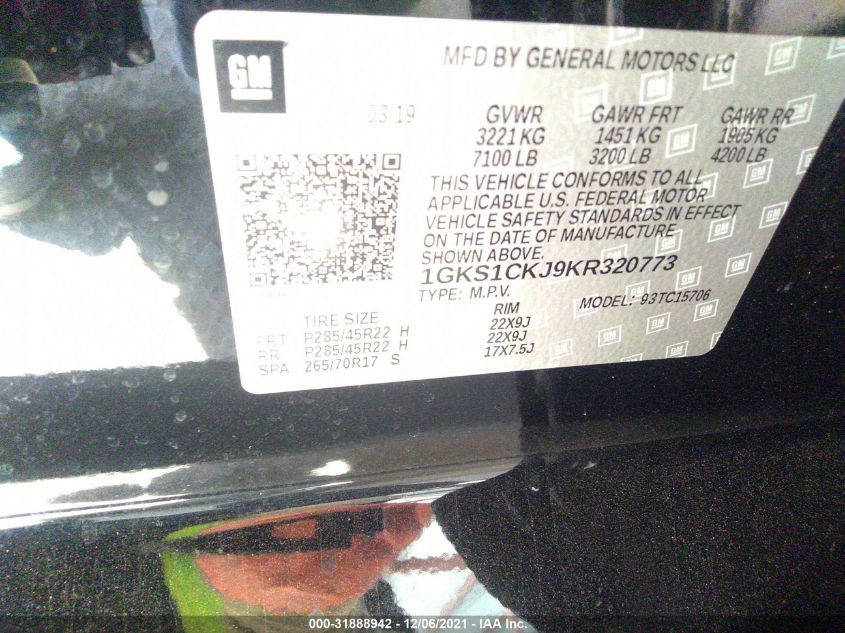 GM
MFD BY GENERAL MOTORS LLC
03 19
GVWR GAWR FRT GAWR RR
3221 KG 1451 KG 1905 KG
7100 LB 3200 LB 4200 LB
THIS VEHICLE CONFORMS TO ALL
APPLICABLE U.S. FEDERAL MOTOR
VEHICLE SAFETY STANDARDS IN EFFECT
ON THE DATE OF MANUFACTURE
SHOWN ABOVE.
1GKS1CKJ9KR320773
TYPE: M.P.V. MODEL: 93TC15706
TIRE SIZE RIM
FRT P285/45R22 H 22X9J
RR P285/45R22 H 22X9J
SPA 265/70R17 S 17X7.5J
000-31888942 - 12/06/2021 - IAA Inc.